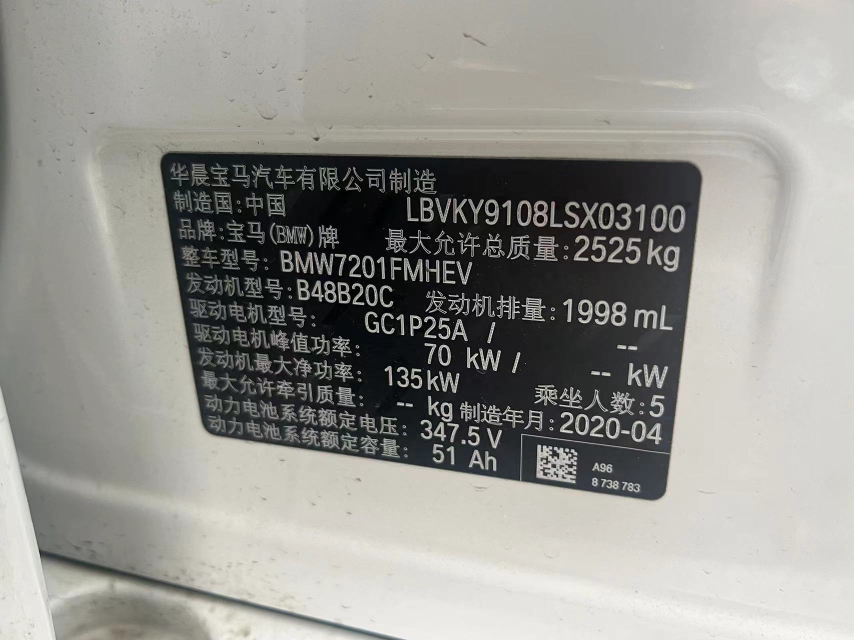 华晨宝马汽车有限公司制造
制造国:中国 LBVKY9108LSX03100
品牌:宝马(BMW)牌 最大允许总质量:2525kg
整车型号:BMW7201FMHEV
发动机型号:B48B20C 发动机排量:1998 mL
驱动电机型号: GC1P25A / --
驱动电机峰值功率: 70 kW / -- kW
发动机最大净功率: 135kW 乘坐人数:5
最大允许牵引质量: -- kg 制造年月:2020-04
动力电池系统额定电压: 347.5 V
动力电池系统额定容量: 51 Ah
A96
8 738 783